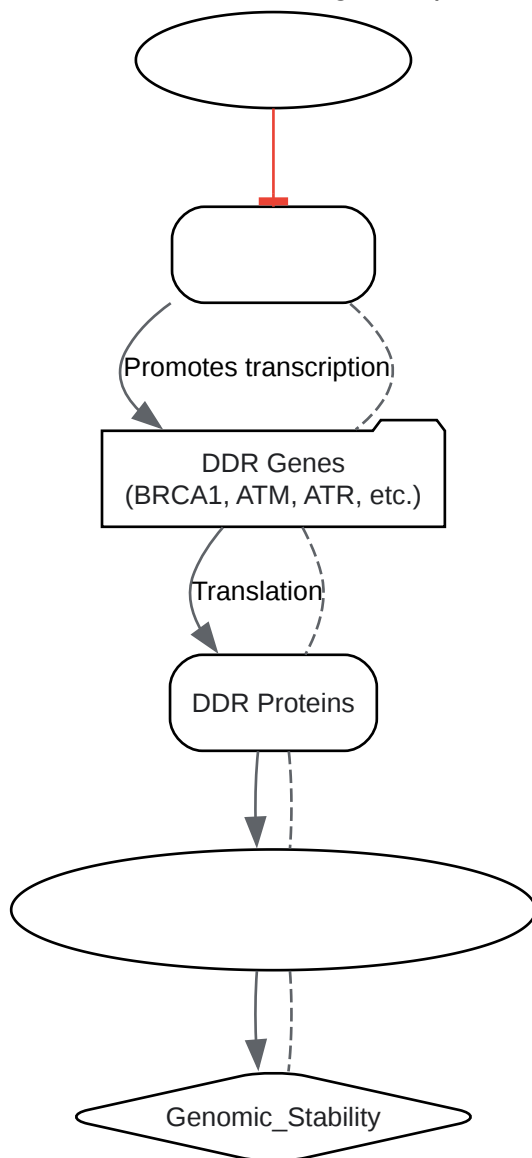 Promotes transcription
DDR Genes
(BRCA1, ATM, ATR, etc.)
Translation
DDR Proteins
Genomic_Stability